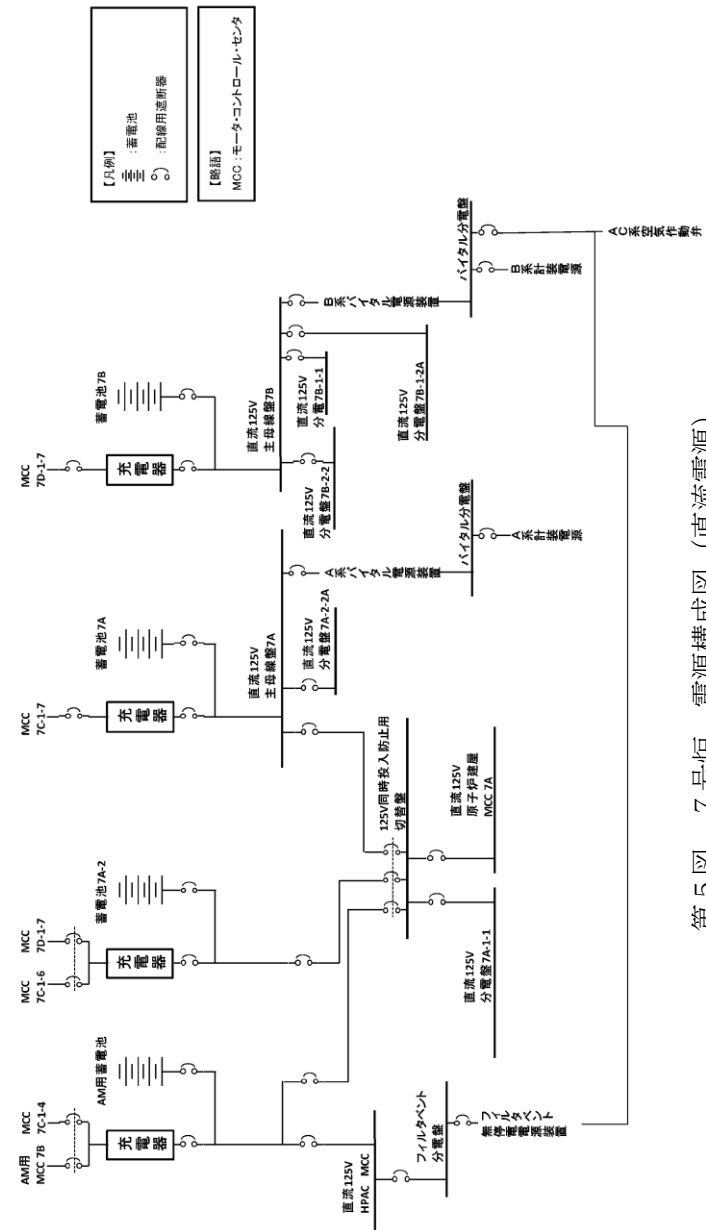 AM用
MCC 7B
MCC
7C-1-4
充電器
AM用蓄電池
直流125V
HPAC MCC
フィルタベント
分電盤
フィルタベント
無停電電源装置
MCC
7C-1-6
MCC
7D-1-7
充電器
蓄電池7A-2
125V同時投入防止用
切替盤
直流125V
分電盤7A-1-1
直流125V
原子炉建屋
MCC 7A
MCC
7C-1-7
充電器
蓄電池7A
直流125V
主母線盤7A
直流125V
分電盤7A-2-2A
A系バイタル電源装置
バイタル分電盤
A系計装電源
MCC
7D-1-7
充電器
蓄電池7B
直流125V
主母線盤7B
直流125V
分電盤7B-2-2
直流125V
分電7B-1-1
直流125V
分電盤7B-1-2A
B系バイタル電源装置
バイタル分電盤
B系計装電源
AC系空気作動弁
【凡例】
:蓄電池
:配線用遮断器
【略語】
MCC:モータ・コントロール・センタ
第5図 7号炉 電源構成図(直流電源)